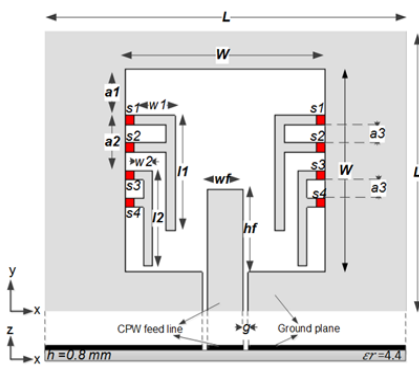 L
W
a1
s1 w1 s1
a2
s2 s2 a3
w2 l1 s3 W L
s3 s4 a3
s4 l2 wf
hf
y
x
CPW feed line g Ground plane
z
h=0.8 mm εr=4.4
x